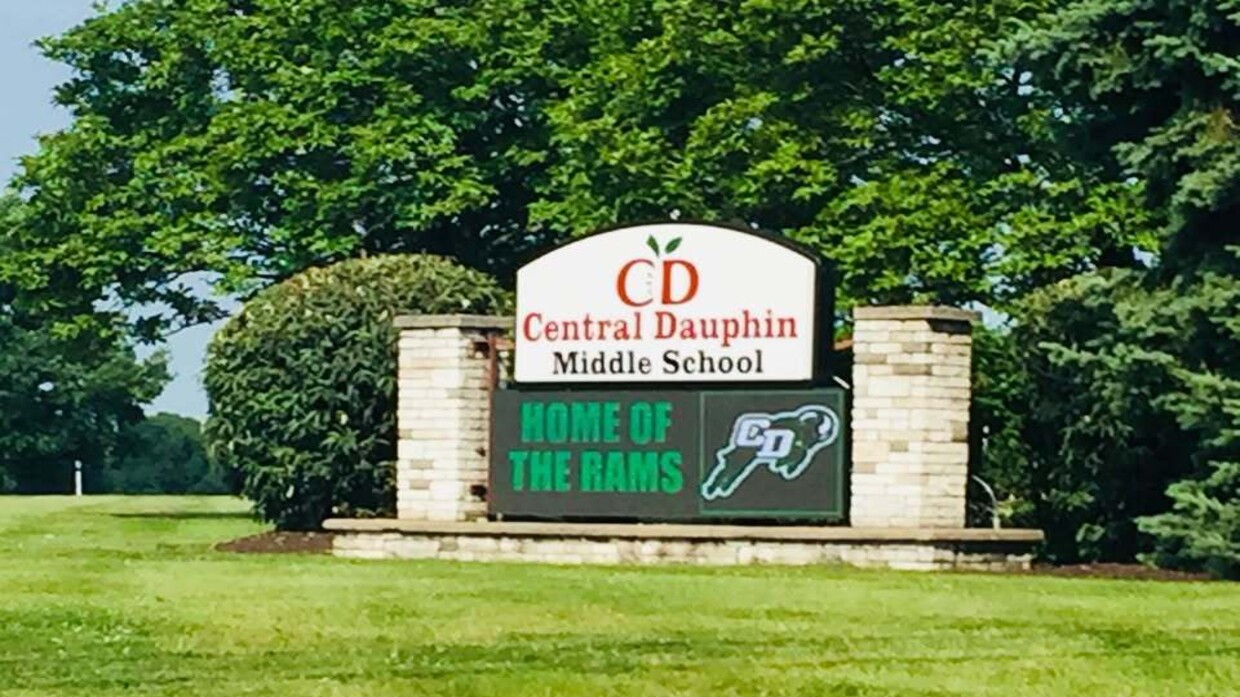 CD
Central Dauphin
Middle School
HOME OF
THE RAMS
CD